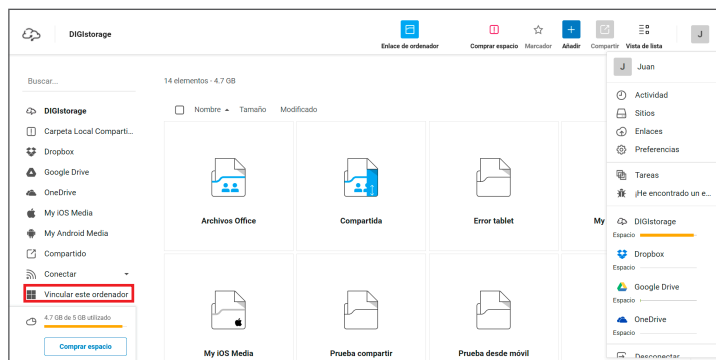 DIGIstorage
Enlace de ordenador
Comprar espacio
Marcador
Añadir
Compartir
Vista de lista
J
J Juan
Buscar...
14 elementos - 4.7 GB
Nombre Tamaño Modificado
DIGIstorage
Carpeta Local Comparti...
Dropbox
Google Drive
OneDrive
My iOS Media
My Android Media
Compartido
Conectar
Vincular este ordenador
4.7 GB de 5 GB utilizado
Comprar espacio
Archivos Office
Compartida
Error tablet
My
My iOS Media
Prueba compartir
Prueba desde móvil
Actividad
Sitios
Enlaces
Preferencias
Tareas
¡He encontrado un e...
DIGIstorage
Espacio
Dropbox
Espacio
Google Drive
Espacio
OneDrive
Espacio
Desconectar